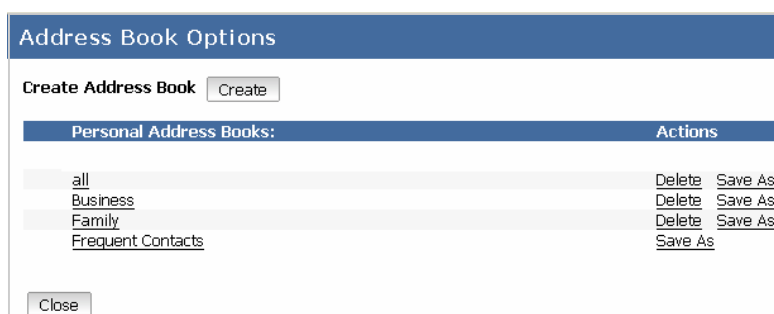 Address Book Options
Create Address Book Create
Personal Address Books: Actions
all Delete Save As
Business Delete Save As
Family Delete Save As
Frequent Contacts Save As
Close